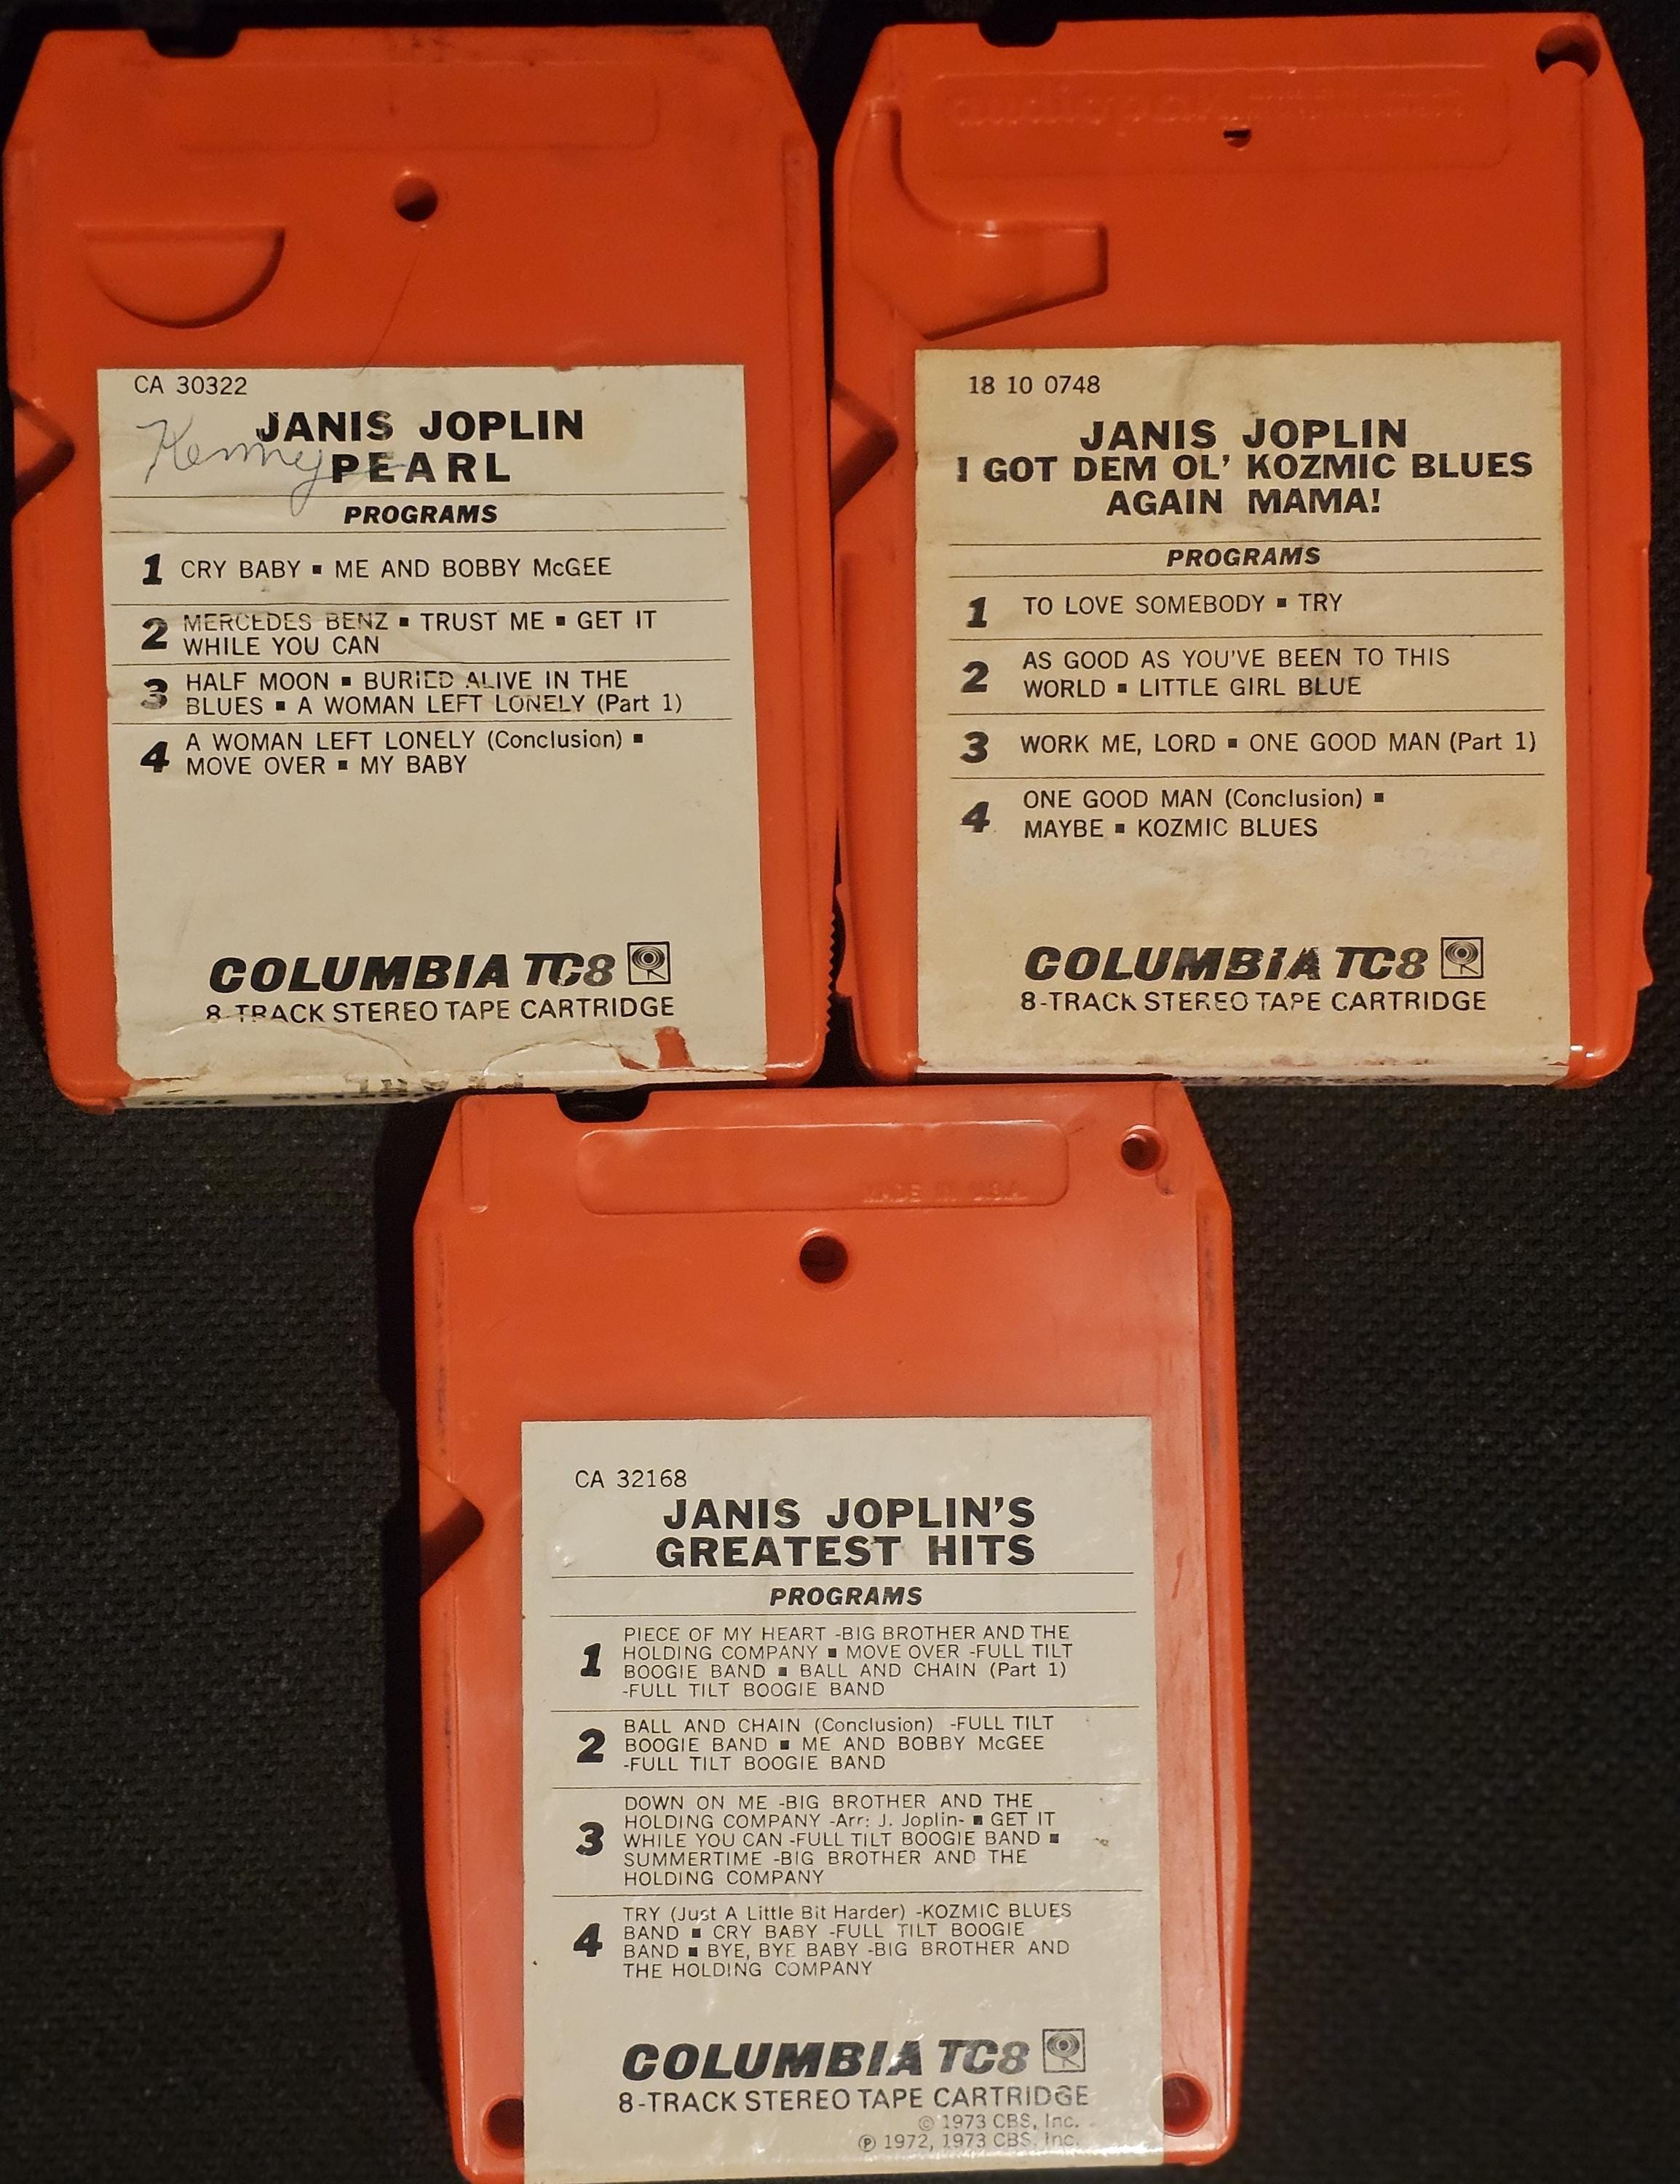 CA 30322
Kenny
JANIS JOPLIN
PEARL
PROGRAMS
1 CRY BABY ▪ ME AND BOBBY McGEE
2 MERCEDES BENZ ▪ TRUST ME ▪ GET IT
WHILE YOU CAN
3 HALF MOON ▪ BURIED ALIVE IN THE
BLUES ▪ A WOMAN LEFT LONELY (Part 1)
4 A WOMAN LEFT LONELY (Conclusion) ▪
MOVE OVER ▪ MY BABY
COLUMBIA TC8
8-TRACK STEREO TAPE CARTRIDGE
PEARL
18 10 0748
JANIS JOPLIN
I GOT DEM OL' KOZMIC BLUES
AGAIN MAMA!
PROGRAMS
1 TO LOVE SOMEBODY ▪ TRY
2 AS GOOD AS YOU'VE BEEN TO THIS
WORLD ▪ LITTLE GIRL BLUE
3 WORK ME, LORD ▪ ONE GOOD MAN (Part 1)
4 ONE GOOD MAN (Conclusion) ▪
MAYBE ▪ KOZMIC BLUES
COLUMBIA TC8
8-TRACK STEREO TAPE CARTRIDGE
MADE IN USA
CA 32168
JANIS JOPLIN'S
GREATEST HITS
PROGRAMS
1 PIECE OF MY HEART -BIG BROTHER AND THE
HOLDING COMPANY ▪ MOVE OVER -FULL TILT
BOOGIE BAND ▪ BALL AND CHAIN (Part 1)
-FULL TILT BOOGIE BAND
2 BALL AND CHAIN (Conclusion) -FULL TILT
BOOGIE BAND ▪ ME AND BOBBY McGEE
-FULL TILT BOOGIE BAND
3 DOWN ON ME -BIG BROTHER AND THE
HOLDING COMPANY -Arr: J. Joplin- ▪ GET IT
WHILE YOU CAN -FULL TILT BOOGIE BAND ▪
SUMMERTIME -BIG BROTHER AND THE
HOLDING COMPANY
4 TRY (Just A Little Bit Harder) -KOZMIC BLUES
BAND ▪ CRY BABY -FULL TILT BOOGIE
BAND ▪ BYE, BYE BABY -BIG BROTHER AND
THE HOLDING COMPANY
COLUMBIA TC8
8-TRACK STEREO TAPE CARTRIDGE
© 1973 CBS, Inc.
℗ 1972, 1973 CBS, Inc.